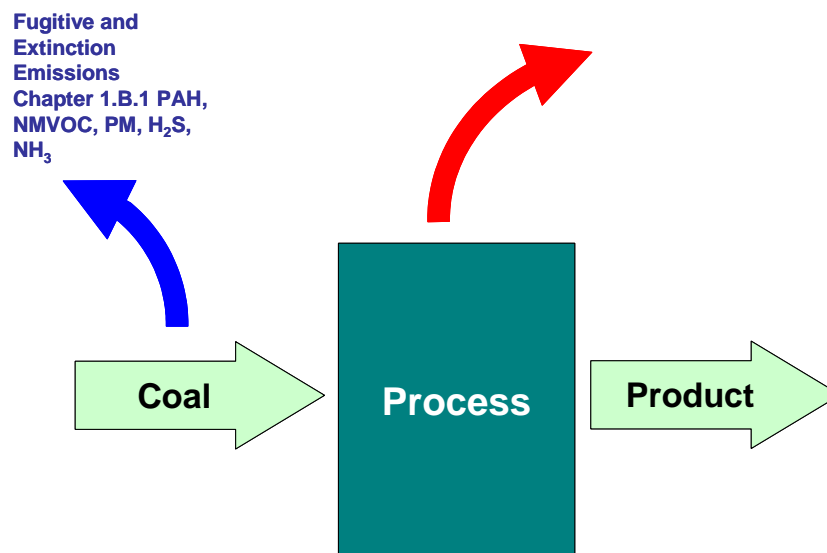 Fugitive and
Extinction
Emissions
Chapter 1.B.1 PAH,
NMVOC, PM, H₂S,
NH₃
Coal
Process
Product